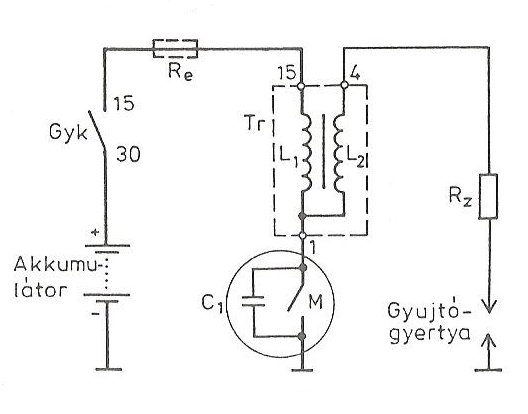 Re
15
4
15
Tr
Gyk
L1
L2
30
Rz
+
1
Akkumu-
látor
C1
M
Gyujtó-
gyertya
-